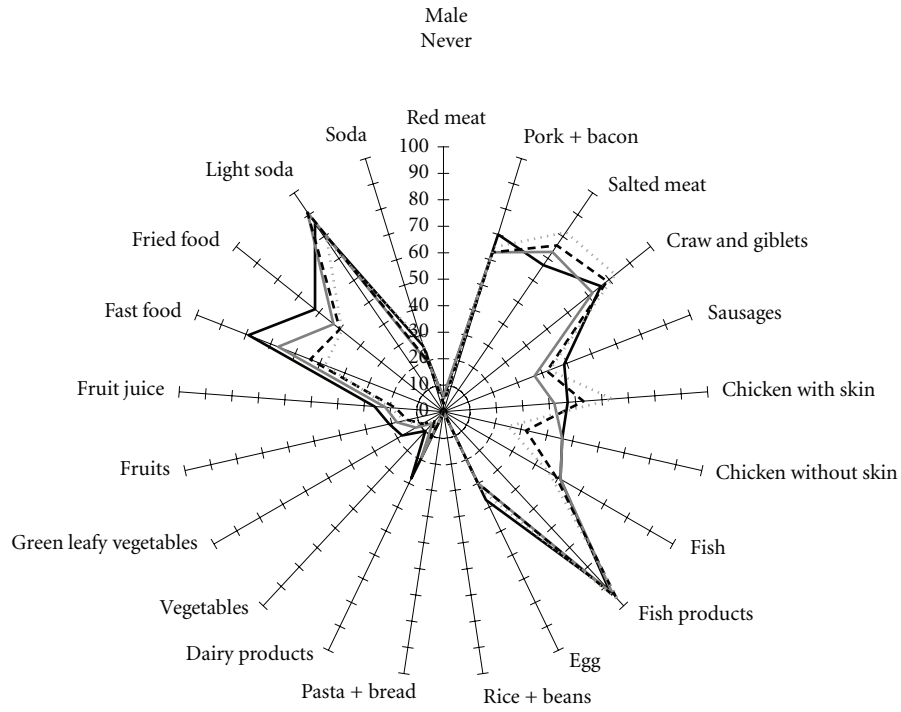 Male
Never
Red meat
Pork + bacon
Salted meat
Craw and giblets
Sausages
Chicken with skin
Chicken without skin
Fish
Fish products
Egg
Rice + beans
Pasta + bread
Dairy products
Vegetables
Green leafy vegetables
Fruits
Fruit juice
Fast food
Fried food
Light soda
Soda
100
90
80
70
60
50
40
30
20
10
0